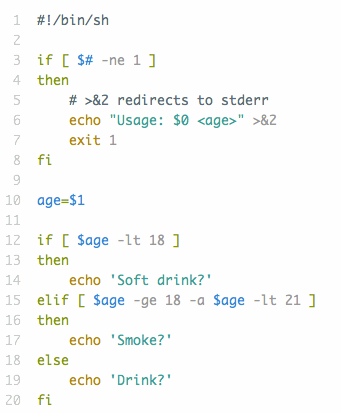 1 #!/bin/sh
2
3 if [ $# -ne 1 ]
4 then
5     # >&2 redirects to stderr
6     echo "Usage: $0 <age>" >&2
7     exit 1
8 fi
9
10 age=$1
11
12 if [ $age -lt 18 ]
13 then
14     echo 'Soft drink?'
15 elif [ $age -ge 18 -a $age -lt 21 ]
16 then
17     echo 'Smoke?'
18 else
19     echo 'Drink?'
20 fi